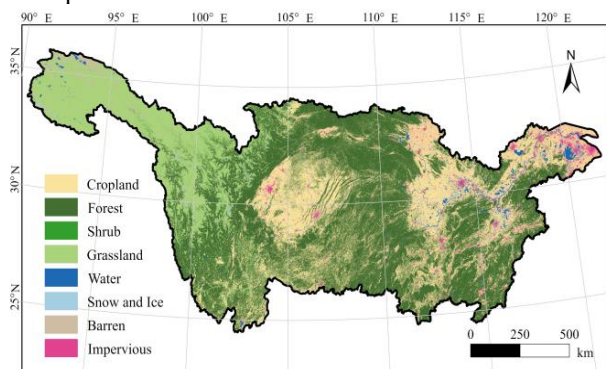 90° E 95° E 100° E 105° E 110° E 115° E 120° E
35°N
30°N
25°N
N
Cropland
Forest
Shrub
Grassland
Water
Snow and Ice
Barren
Impervious
0 250 500
km